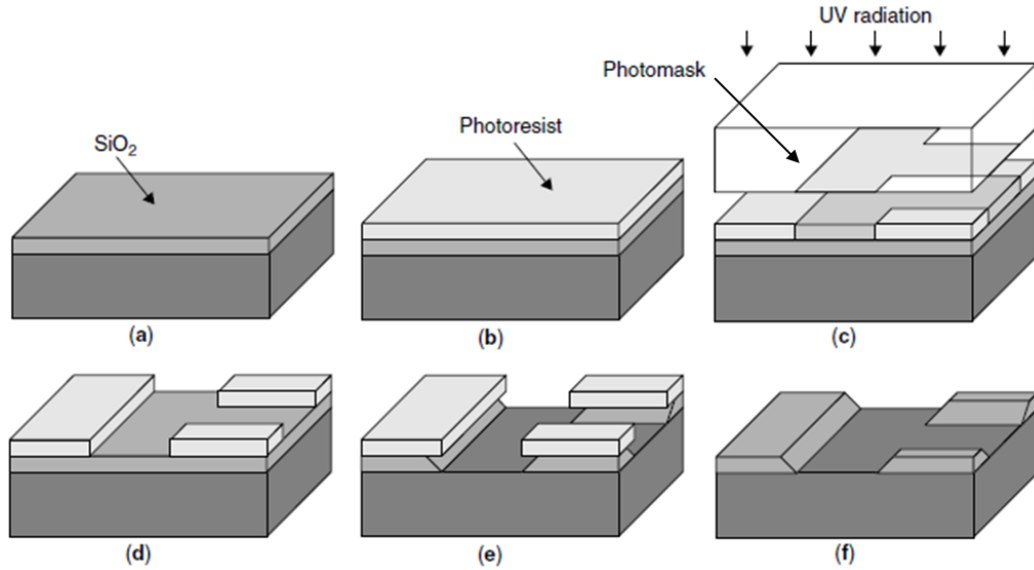 UV radiation
Photomask
SiO₂
Photoresist
(a)
(b)
(c)
(d)
(e)
(f)